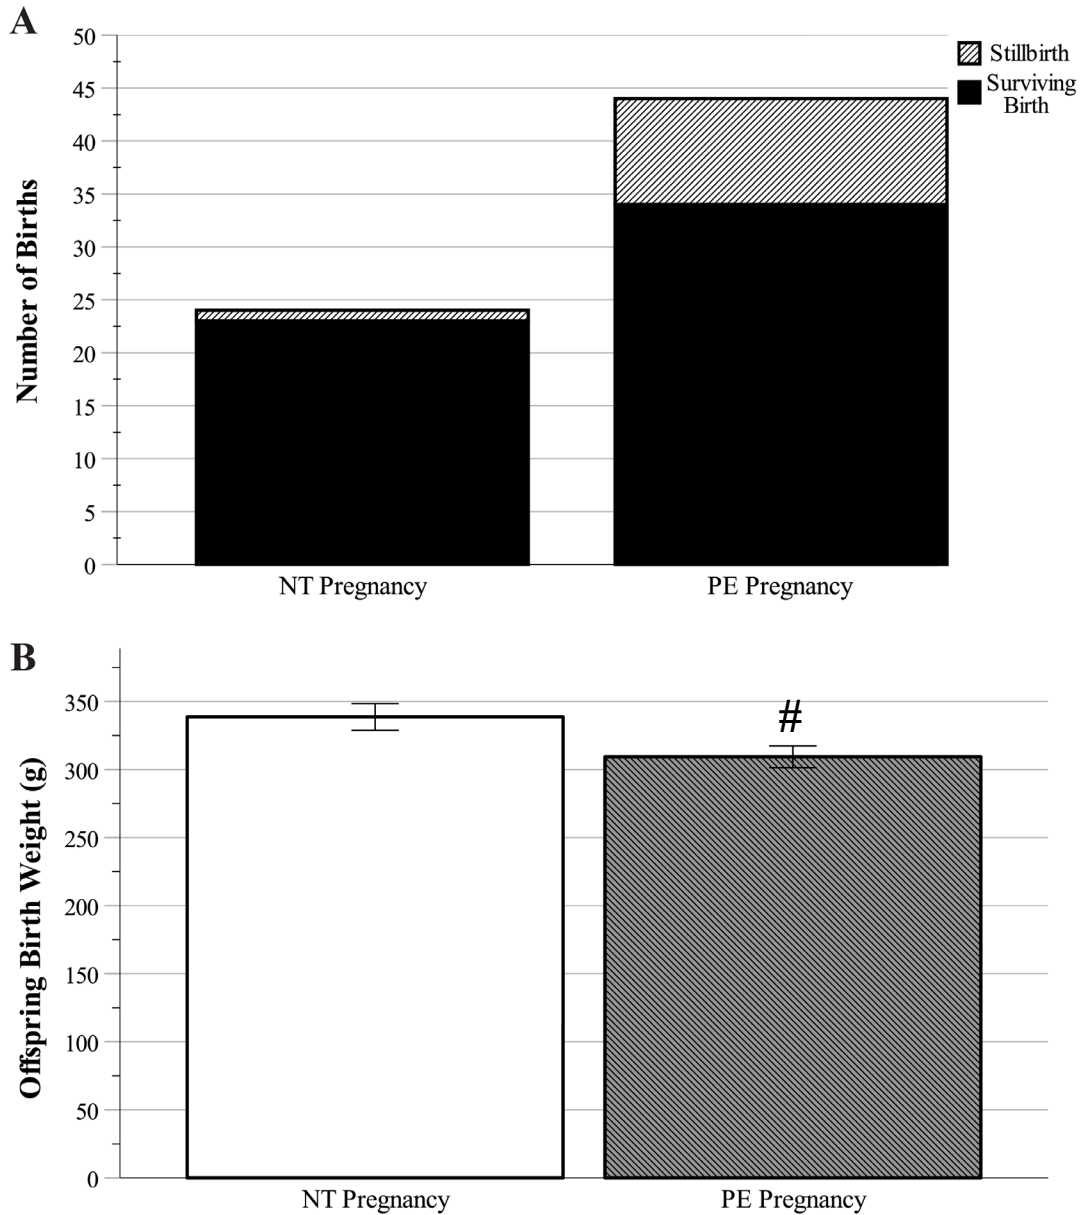 A
Number of Births
50
45
40
35
30
25
20
15
10
5
0
NT Pregnancy
PE Pregnancy
Stillbirth
Surviving
Birth
B
Offspring Birth Weight (g)
350
300
250
200
150
100
50
0
#
NT Pregnancy
PE Pregnancy